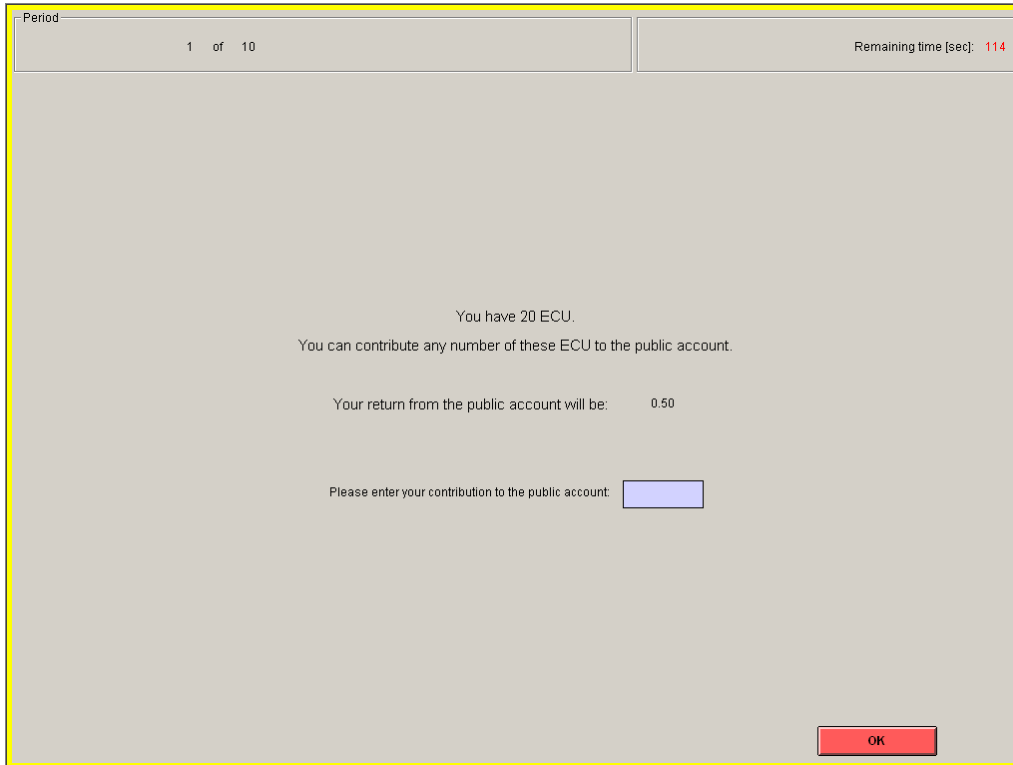 Period
1 of 10
Remaining time [sec]: 114
You have 20 ECU.
You can contribute any number of these ECU to the public account.
Your return from the public account will be: 0.50
Please enter your contribution to the public account:
OK